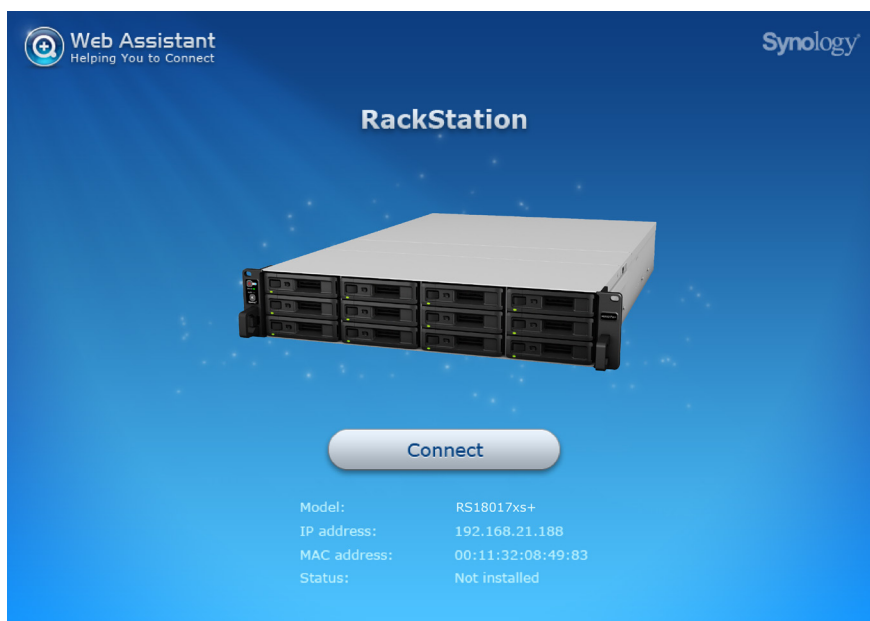 Web Assistant
Helping You to Connect
Synology
RackStation
Connect
Model: RS18017xs+
IP address: 192.168.21.188
MAC address: 00:11:32:08:49:83
Status: Not installed